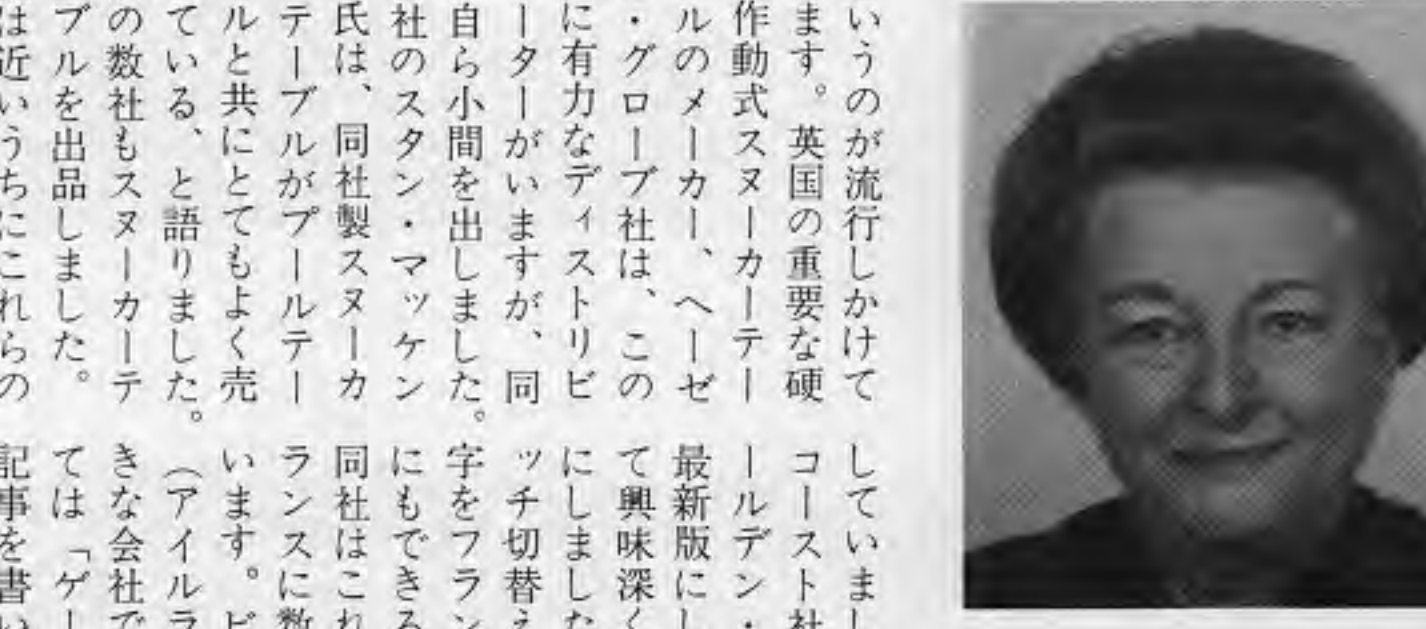 いうのが流行しかけて
ます。英国の重要な硬
作動式スヌーカーテー
ルのメーカー、ヘーゼ
・グローブ社は、この
に有力なディストリビ
ーターがいますが、同
自ら小間を出しました。
社のスタン・マッケン
氏は、同社製スヌーカ
テーブルがプールテー
ルと共にとてもよく売
ている、と語りました。
の数社もスヌーカーテ
ブルを出品しました。
は近いうちにこれらの
していまし
コースト社
ールデン・
最新版にし
て興味深く
にしました
ッチ切替え
字をフラン
にもできる
同社はこれ
ランスに数
います。ビ
（アイルラ
きな会社で
ては「ゲー
記事を書い